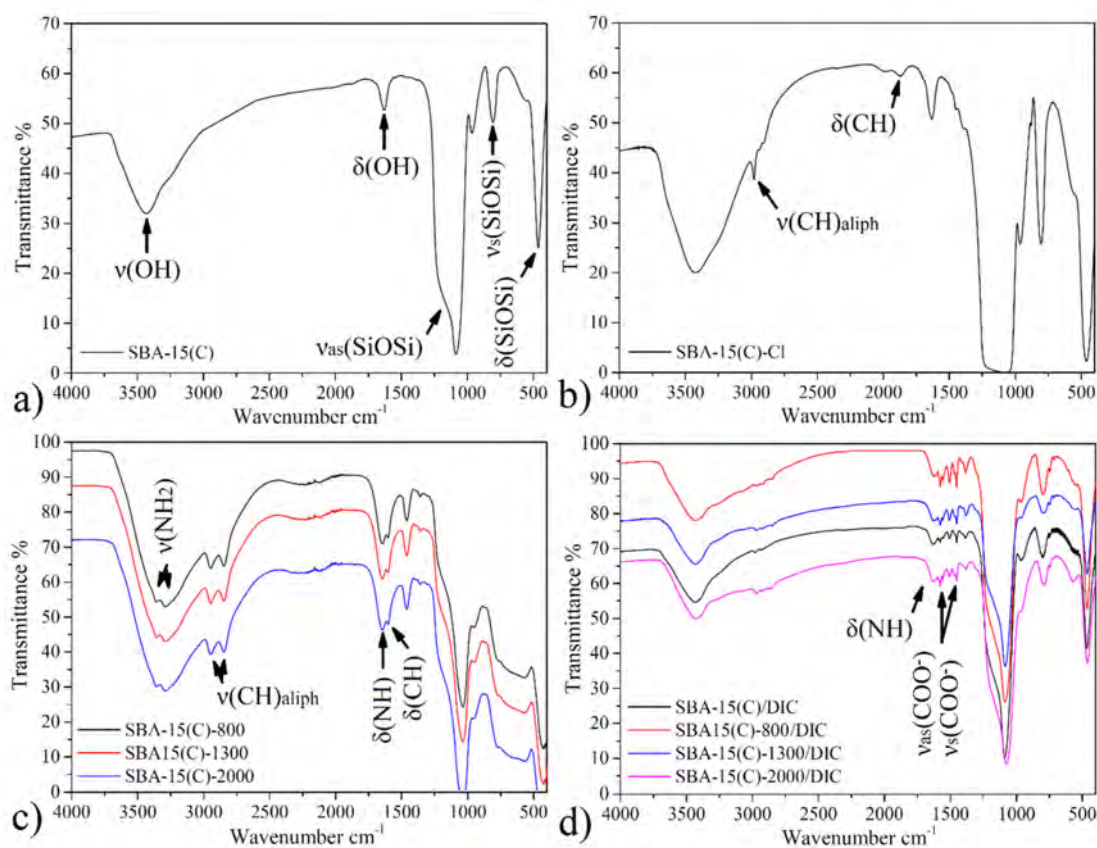 70
60
50
40
30
20
10
0
Transmittance %
δ(OH)
ν(OH)
νs(SiOSi)
νas(SiOSi)
δ(SiOSi)
SBA-15(C)
4000 3500 3000 2500 2000 1500 1000 500
Wavenumber cm-1
a)
70
60
50
40
30
20
10
0
Transmittance %
δ(CH)
ν(CH)aliph
SBA-15(C)-Cl
4000 3500 3000 2500 2000 1500 1000 500
Wavenumber cm-1
b)
100
90
80
70
60
50
40
30
20
10
0
Transmittance %
ν(NH2)
ν(CH)aliph
δ(NH)
δ(CH)
SBA-15(C)-800
SBA15(C)-1300
SBA-15(C)-2000
4000 3500 3000 2500 2000 1500 1000 500
Wavenumber cm-1
c)
100
90
80
70
60
50
40
30
20
10
0
Transmittance %
δ(NH)
νas(COO-)
νs(COO-)
SBA-15(C)/DIC
SBA15(C)-800/DIC
SBA-15(C)-1300/DIC
SBA-15(C)-2000/DIC
4000 3500 3000 2500 2000 1500 1000 500
Wavenumber cm-1
d)